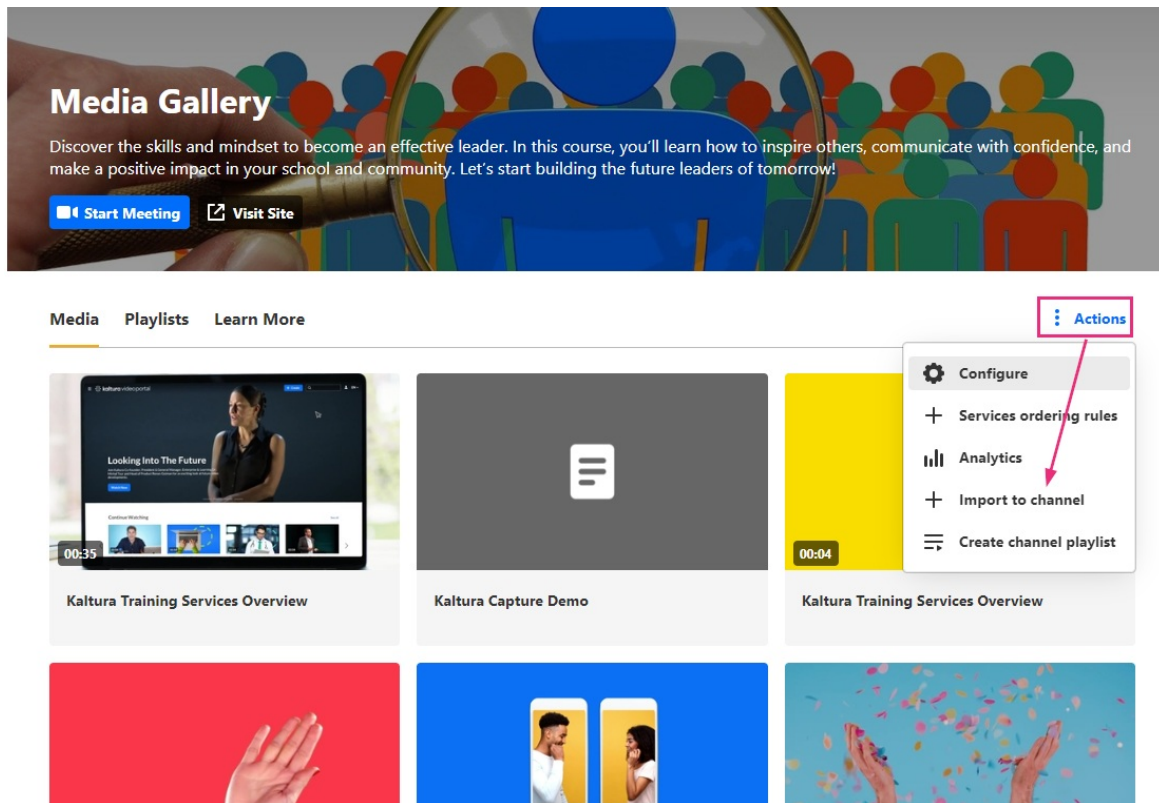 Media Gallery
Discover the skills and mindset to become an effective leader. In this course, you'll learn how to inspire others, communicate with confidence, and
make a positive impact in your school and community. Let's start building the future leaders of tomorrow!
Start Meeting
Visit Site
Media
Playlists
Learn More
Actions
Configure
Services ordering rules
Analytics
Import to channel
Create channel playlist
kaltura videoportal
Looking Into The Future
Continue Watching
00:35
00:04
Kaltura Training Services Overview
Kaltura Capture Demo
Kaltura Training Services Overview